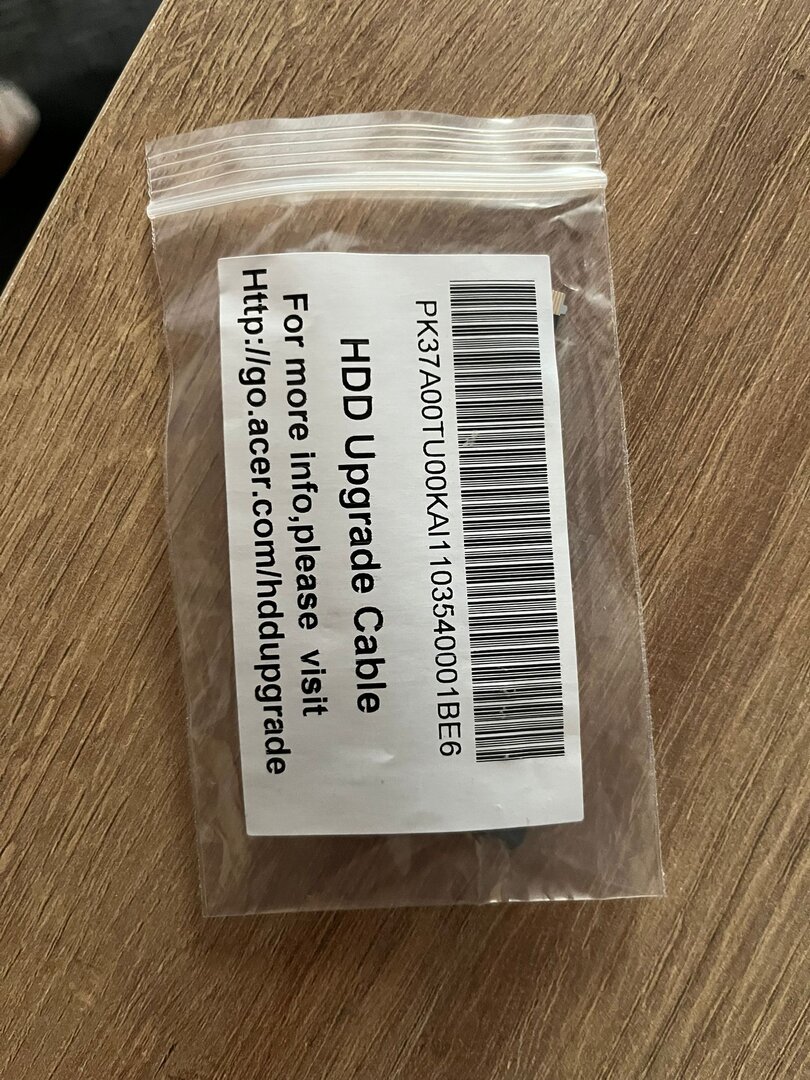 PK37A00TU00KAI1103540001BE6
HDD Upgrade Cable
For more info,please visit
Http://go.acer.com/hddupgrade